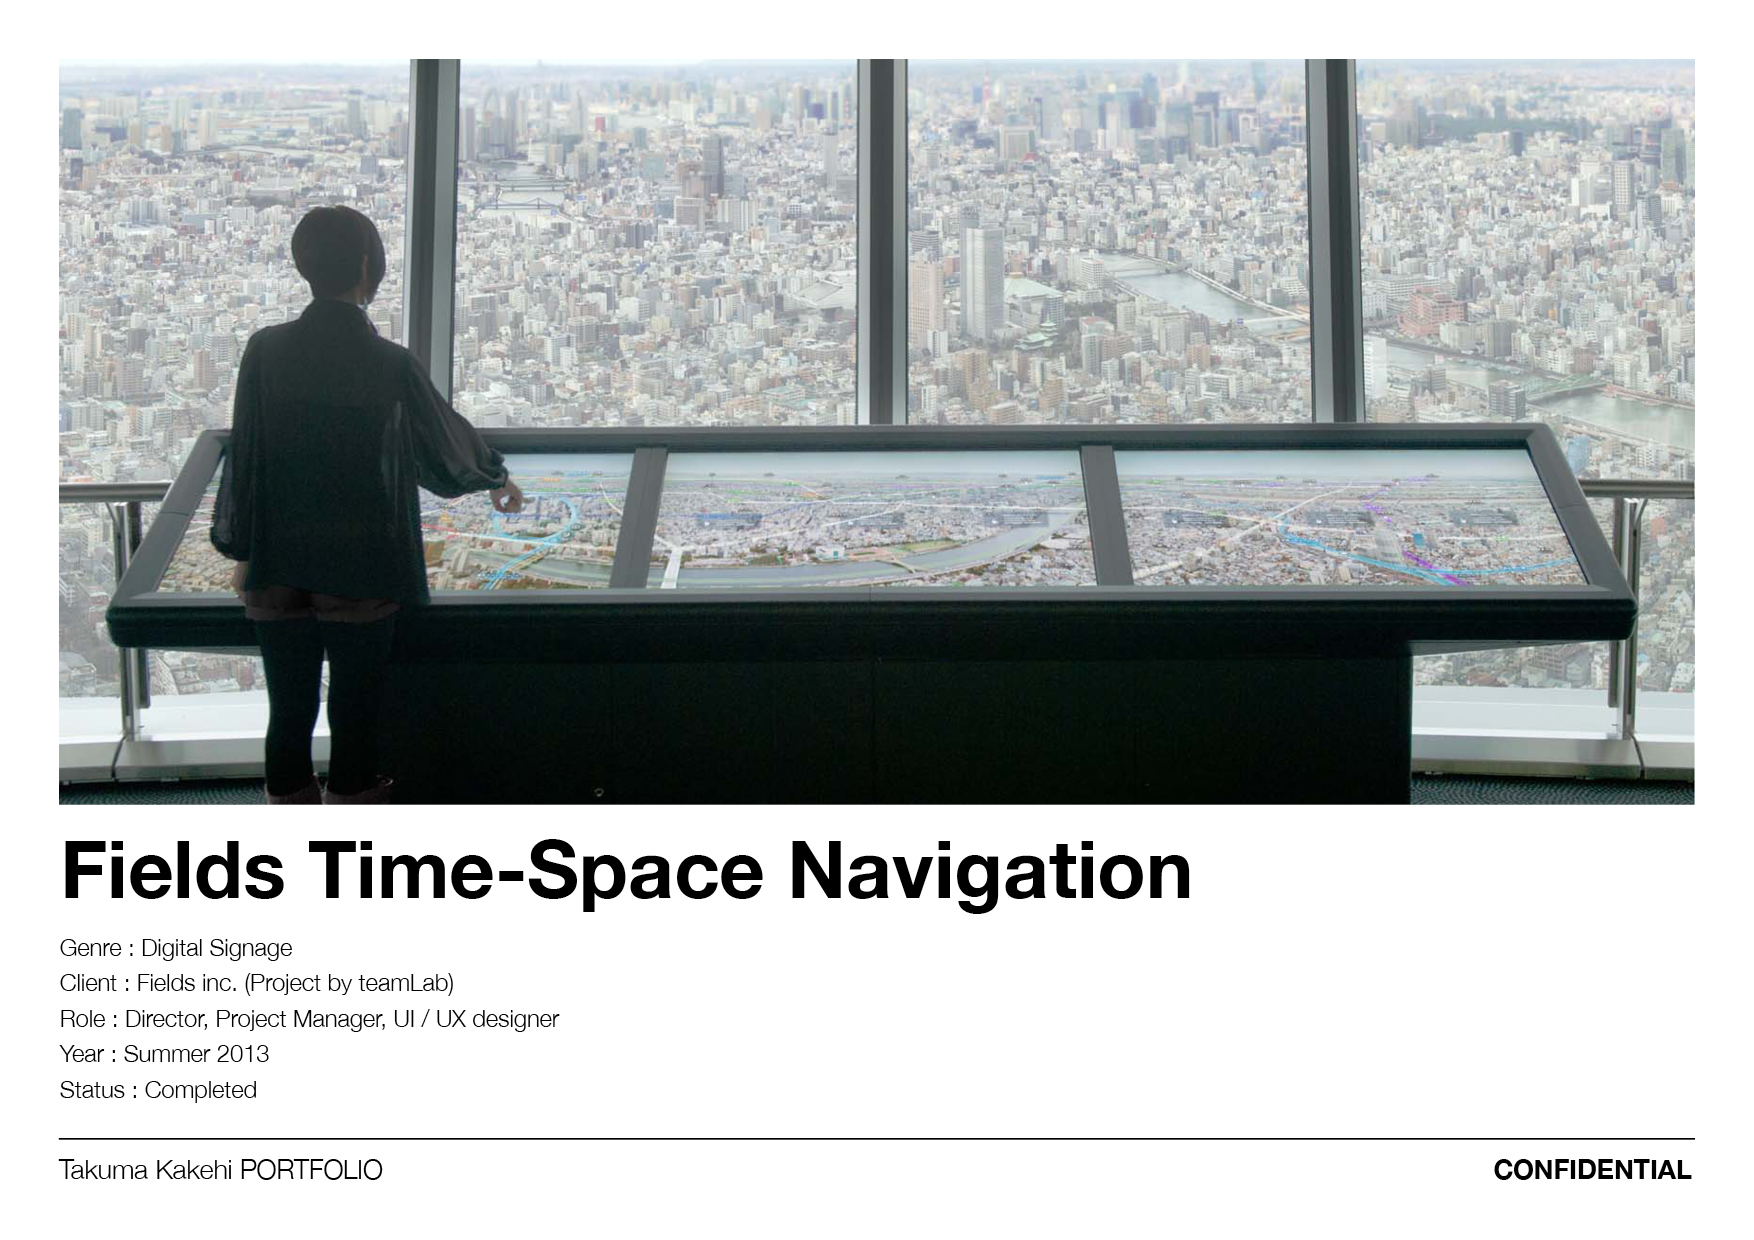 Fields Time-Space Navigation
Genre : Digital Signage
Client : Fields inc. (Project by teamLab)
Role : Director, Project Manager, UI / UX designer
Year : Summer 2013
Status : Completed
Takuma Kakehi PORTFOLIO
CONFIDENTIAL